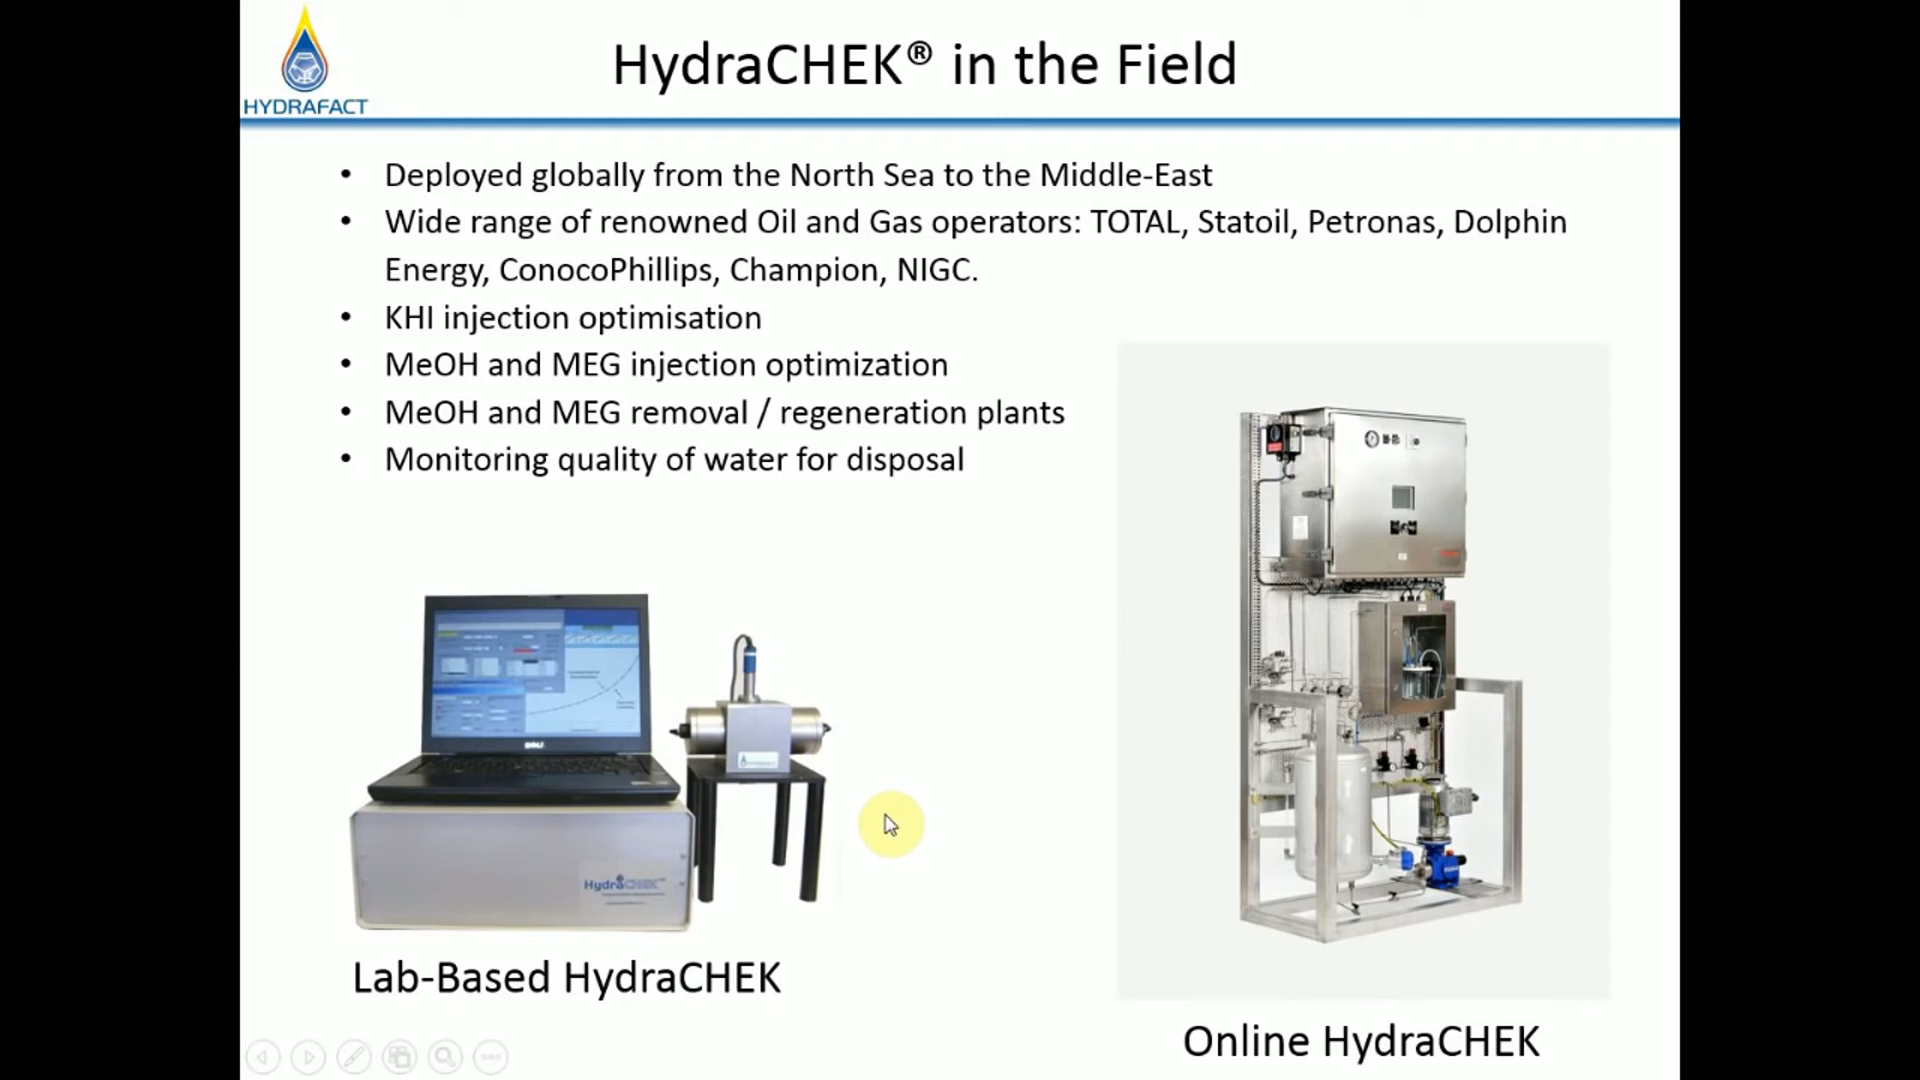 HYDRAFACT
HydraCHEK® in the Field
• Deployed globally from the North Sea to the Middle-East
• Wide range of renowned Oil and Gas operators: TOTAL, Statoil, Petronas, Dolphin
Energy, ConocoPhillips, Champion, NIGC.
• KHI injection optimisation
• MeOH and MEG injection optimization
• MeOH and MEG removal / regeneration plants
• Monitoring quality of water for disposal
DELL
HydraCHEK™
Lab-Based HydraCHEK
Online HydraCHEK